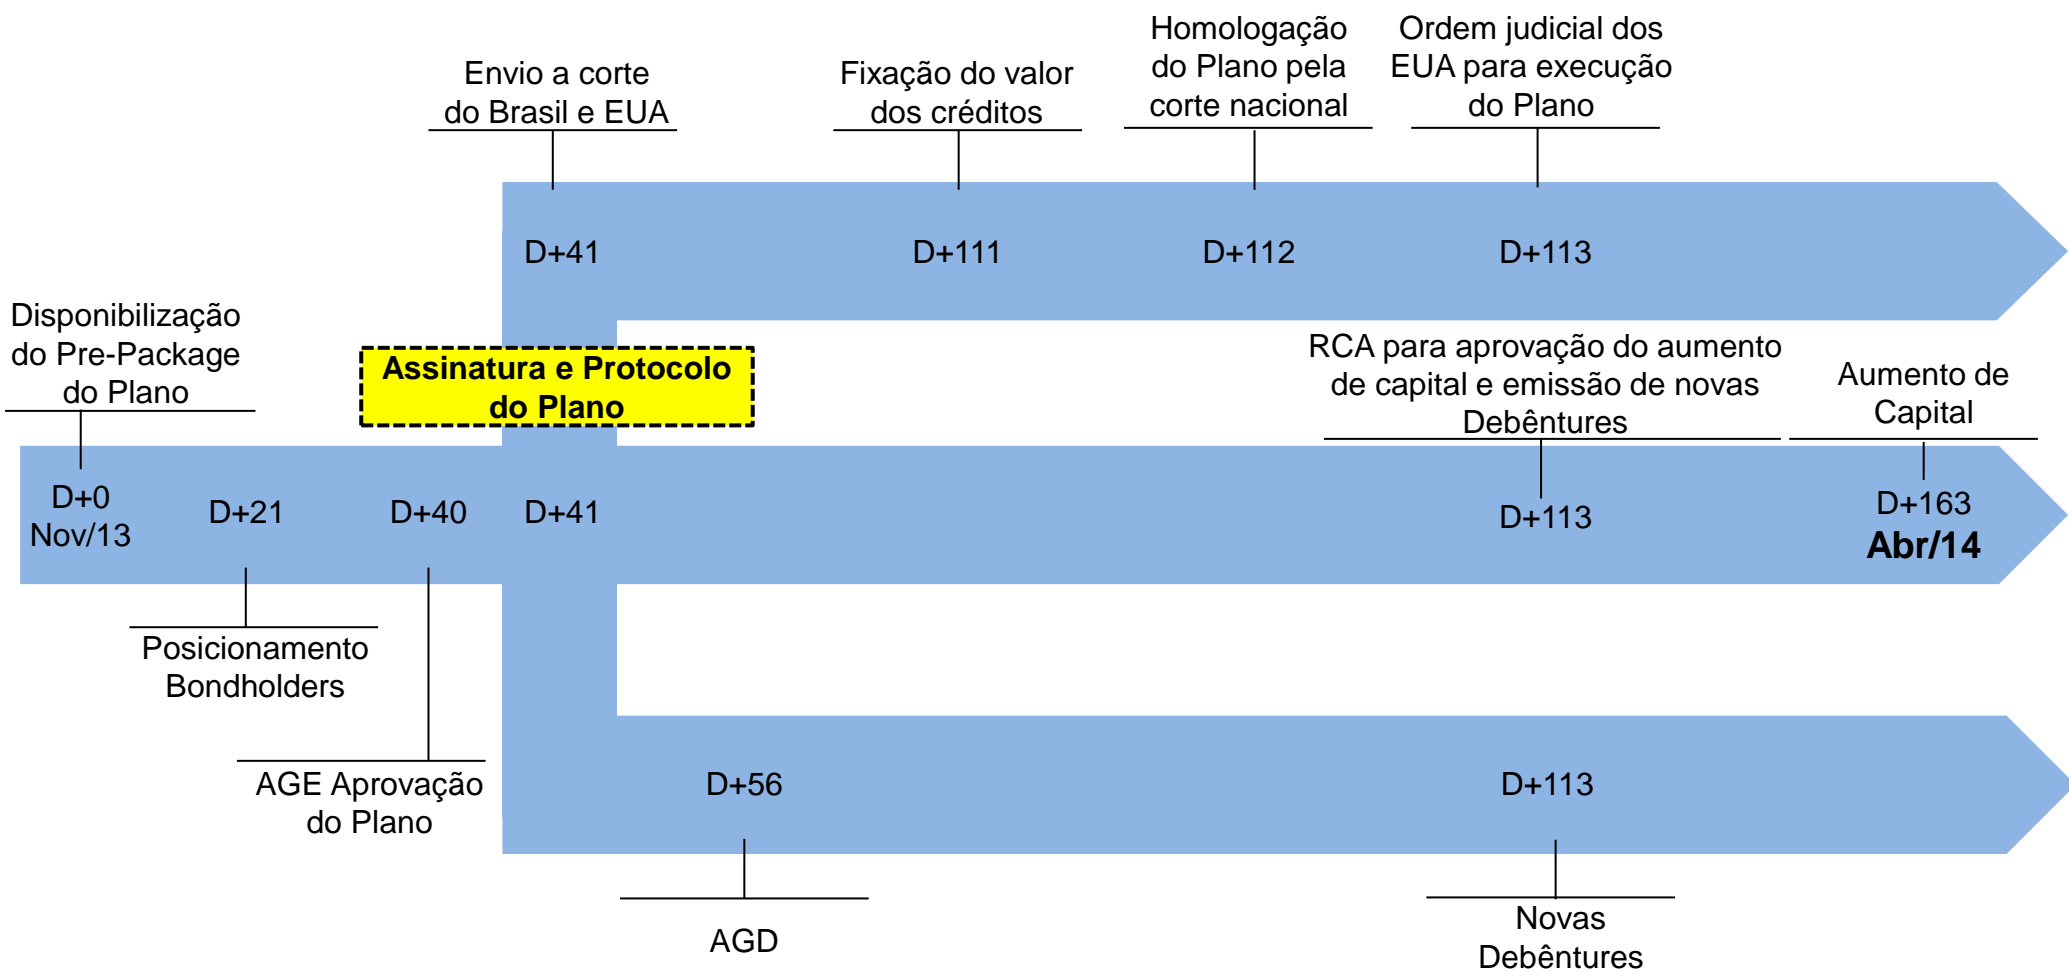 Envio a corte
do Brasil e EUA
Fixação do valor
dos créditos
Homologação
do Plano pela
corte nacional
Ordem judicial dos
EUA para execução
do Plano
D+41
D+111
D+112
D+113
Disponibilização
do Pre-Package
do Plano
Assinatura e Protocolo
do Plano
RCA para aprovação do aumento
de capital e emissão de novas
Debêntures
Aumento de
Capital
D+0
Nov/13
D+21
D+40
D+41
D+113
D+163
Abr/14
Posicionamento
Bondholders
AGE Aprovação
do Plano
D+56
D+113
AGD
Novas
Debêntures